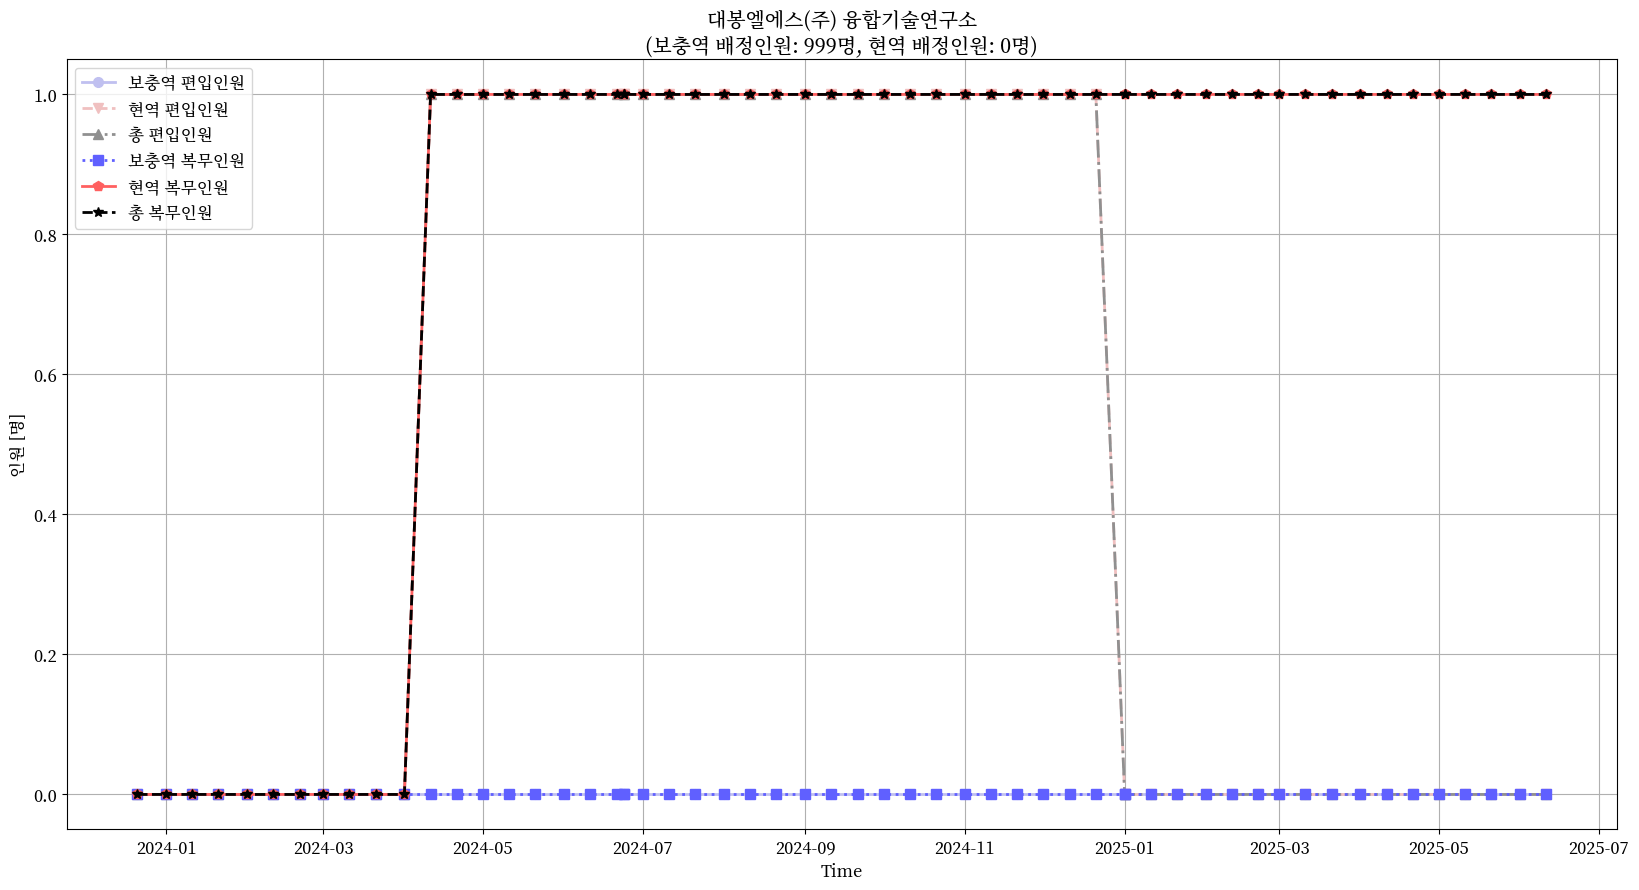 대봉엘에스(주) 융합기술연구소
(보충역 배정인원: 999명, 현역 배정인원: 0명)
보충역 편입인원
현역 편입인원
총 편입인원
보충역 복무인원
현역 복무인원
총 복무인원
인원 [명]
1.0
0.8
0.6
0.4
0.2
0.0
2024-01
2024-03
2024-05
2024-07
2024-09
2024-11
2025-01
2025-03
2025-05
2025-07
Time